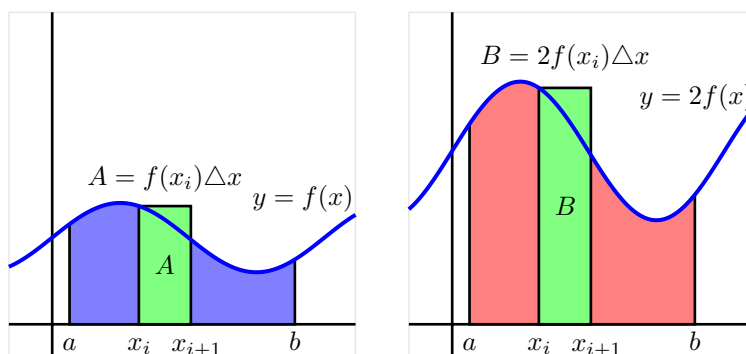 A = f(x_i)△x
y = f(x)
A
a x_i x_{i+1} b
B = 2f(x_i)△x
y = 2f(x)
B
a x_i x_{i+1} b